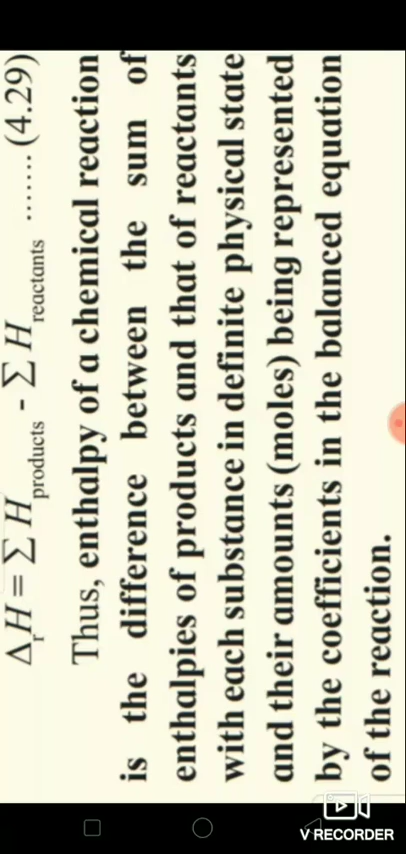 ΔᵣH = Σ H products - Σ H reactants ....... (4.29)
Thus, enthalpy of a chemical reaction
is the difference between the sum of
enthalpies of products and that of reactants
with each substance in definite physical state
and their amounts (moles) being represented
by the coefficients in the balanced equation
of the reaction.
V RECORDER